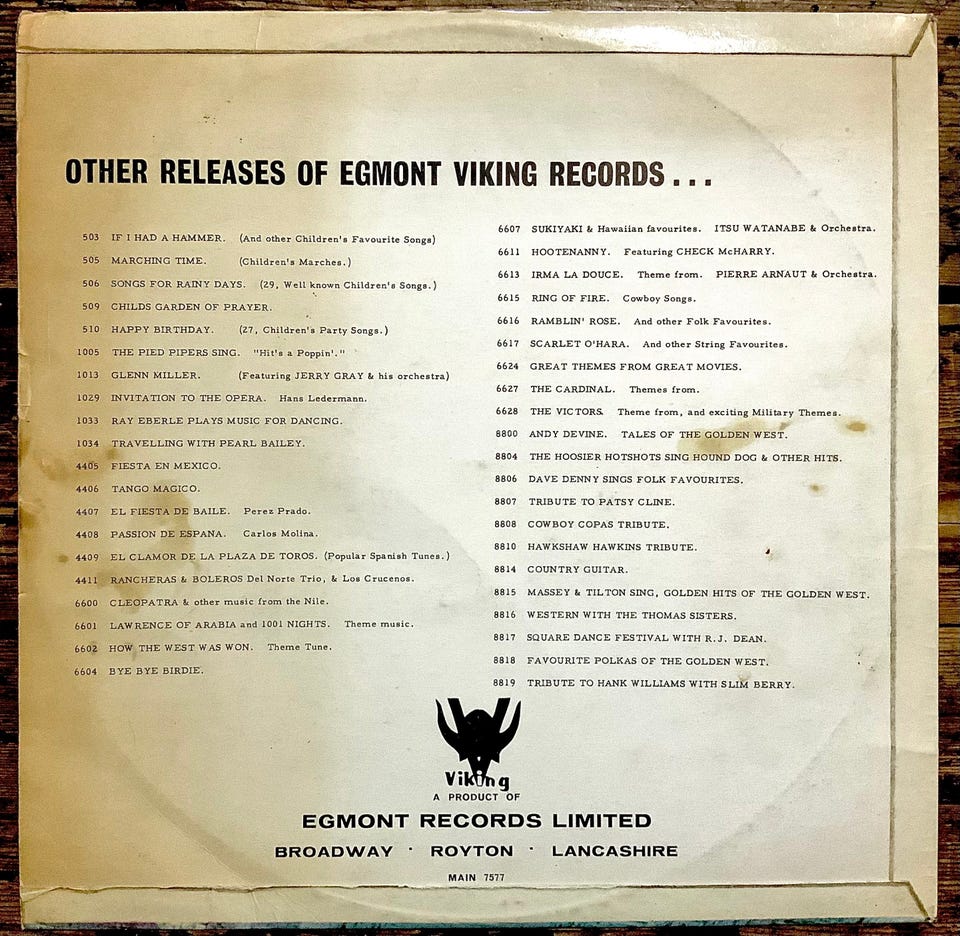 OTHER RELEASES OF EGMONT VIKING RECORDS...
503 IF I HAD A HAMMER. (And other Children's Favourite Songs)
505 MARCHING TIME. (Children's Marches.)
506 SONGS FOR RAINY DAYS. (29, Well known Children's Songs.)
509 CHILDS GARDEN OF PRAYER.
510 HAPPY BIRTHDAY. (27, Children's Party Songs.)
1005 THE PIED PIPERS SING. "Hit's a Poppin'."
1013 GLENN MILLER. (Featuring JERRY GRAY & his orchestra)
1029 INVITATION TO THE OPERA. Hans Ledermann.
1033 RAY EBERLE PLAYS MUSIC FOR DANCING.
1034 TRAVELLING WITH PEARL BAILEY.
4405 FIESTA EN MEXICO.
4406 TANGO MAGICO.
4407 EL FIESTA DE BAILE. Perez Prado.
4408 PASSION DE ESPANA. Carlos Molina.
4409 EL CLAMOR DE LA PLAZA DE TOROS. (Popular Spanish Tunes.)
4411 RANCHERAS & BOLEROS Del Norte Trio, & Los Crucenos.
6600 CLEOPATRA & other music from the Nile.
6601 LAWRENCE OF ARABIA and 1001 NIGHTS. Theme music.
6602 HOW THE WEST WAS WON. Theme Tune.
6604 BYE BYE BIRDIE.
6607 SUKIYAKI & Hawaiian favourites. ITSU WATANABE & Orchestra.
6611 HOOTENANNY. Featuring CHECK McHARRY.
6613 IRMA LA DOUCE. Theme from. PIERRE ARNAUT & Orchestra.
6615 RING OF FIRE. Cowboy Songs.
6616 RAMBLIN' ROSE. And other Folk Favourites.
6617 SCARLET O'HARA. And other String Favourites.
6624 GREAT THEMES FROM GREAT MOVIES.
6627 THE CARDINAL. Themes from.
6628 THE VICTORS. Theme from, and exciting Military Themes.
8800 ANDY DEVINE. TALES OF THE GOLDEN WEST.
8804 THE HOOSIER HOTSHOTS SING HOUND DOG & OTHER HITS.
8806 DAVE DENNY SINGS FOLK FAVOURITES.
8807 TRIBUTE TO PATSY CLINE.
8808 COWBOY COPAS TRIBUTE.
8810 HAWKSHAW HAWKINS TRIBUTE.
8814 COUNTRY GUITAR.
8815 MASSEY & TILTON SING, GOLDEN HITS OF THE GOLDEN WEST.
8816 WESTERN WITH THE THOMAS SISTERS.
8817 SQUARE DANCE FESTIVAL WITH R.J. DEAN.
8818 FAVOURITE POLKAS OF THE GOLDEN WEST.
8819 TRIBUTE TO HANK WILLIAMS WITH SLIM BERRY.
V
Viking
A PRODUCT OF
EGMONT RECORDS LIMITED
BROADWAY · ROYTON · LANCASHIRE
MAIN 7577